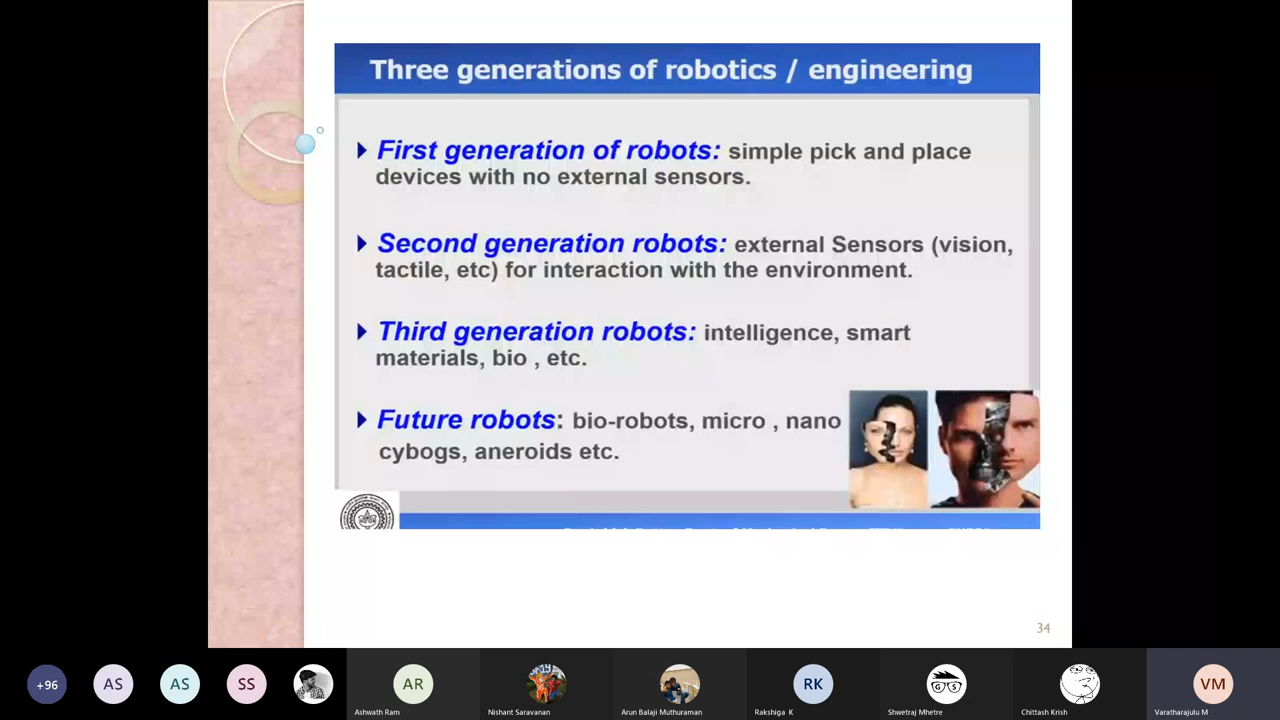 Three generations of robotics / engineering
First generation of robots: simple pick and place
devices with no external sensors.
Second generation robots: external Sensors (vision,
tactile, etc) for interaction with the environment.
Third generation robots: intelligence, smart
materials, bio , etc.
Future robots: bio-robots, micro , nano
cybogs, aneroids etc.
34
+96
AS
AS
SS
AR
RK
GS
VM
Ashwath Ram
Nishant Saravanan
Arun Balaji Muthuraman
Rakshiga K
Shwetraj Mhetre
Chittash Krish
Varatharajulu M